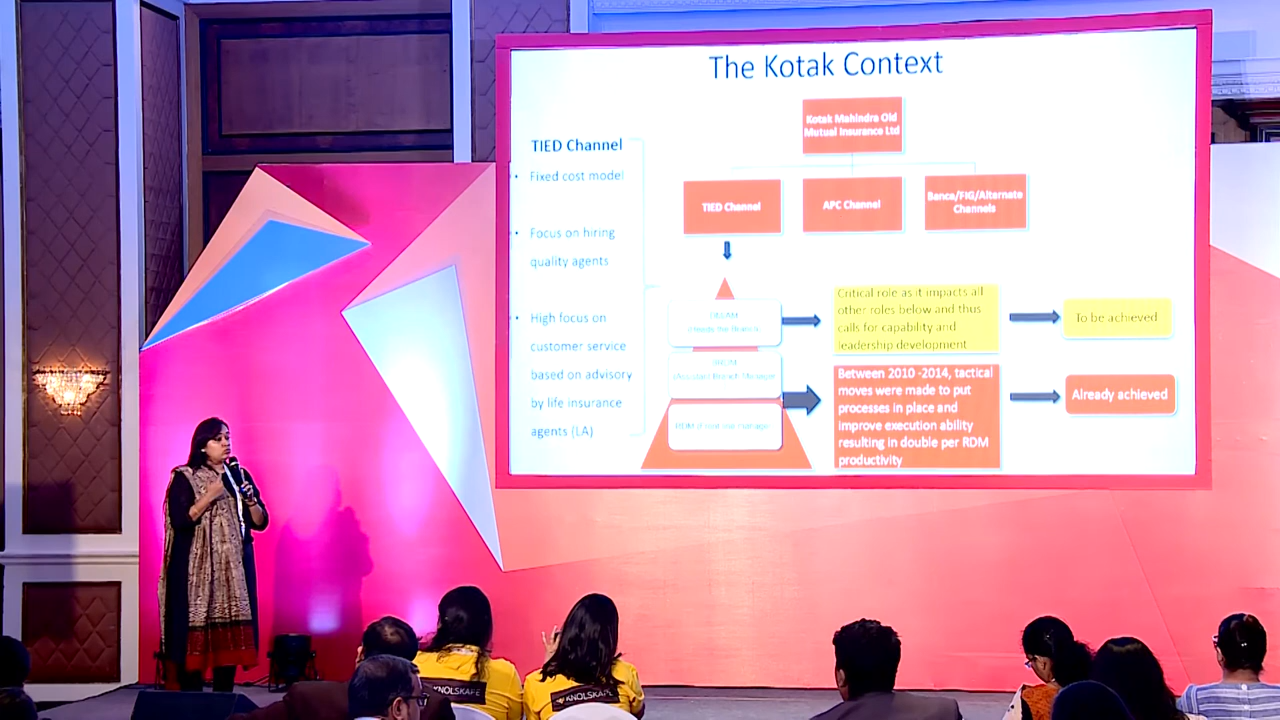 The Kotak Context
Kotak Mahindra Old
Mutual Insurance Ltd
TIED Channel
APC Channel
Banca/FIG/Alternate
Channels
TIED Channel
• Fixed cost model
• Focus on hiring
quality agents
• High focus on
customer service
based on advisory
by life insurance
agents (LA)
Critical role as it impacts all
other roles below and thus
calls for capability and
leadership development
To be achieved
Between 2010 -2014, tactical
moves were made to put
processes in place and
improve execution ability
resulting in double per RDM
productivity
Already achieved
KNOLSKAPE
KNOLSKAPE